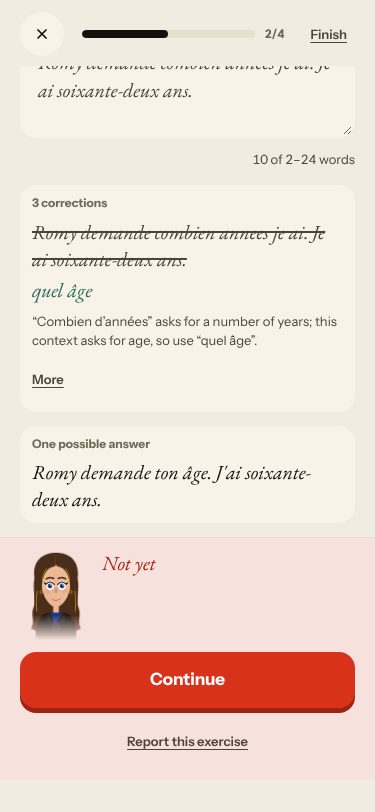 2/4
Finish
Romy demande combien années je ai. Je
ai soixante-deux ans.
10 of 2–24 words
3 corrections
Romy demande combien annees je ai. Je
ai soixante-deux ans.
quel âge
“Combien d’années” asks for a number of years; this
context asks for age, so use “quel âge”.
More
One possible answer
Romy demande ton âge. J'ai soixante-
deux ans.
Not yet
Continue
Report this exercise